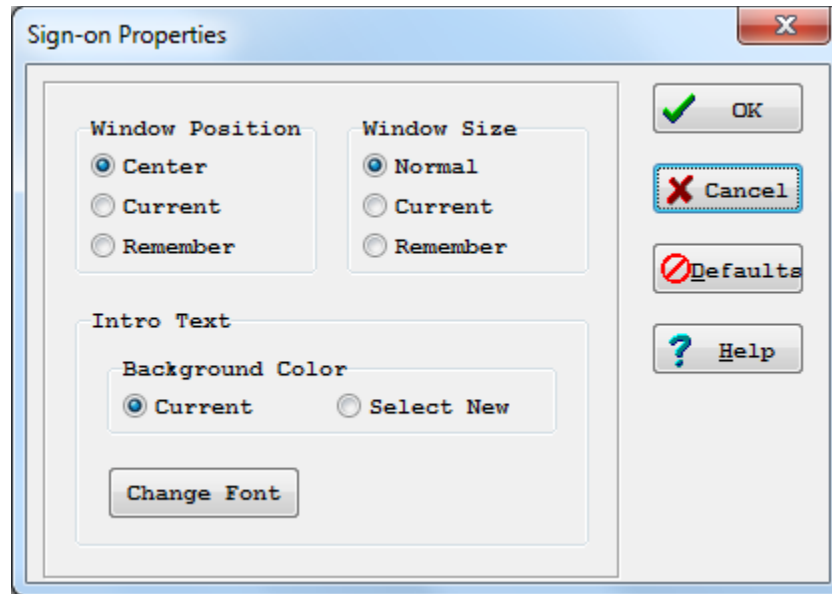 Sign-on Properties
Window Position
Center
Current
Remember
Window Size
Normal
Current
Remember
Intro Text
Background Color
Current
Select New
Change Font
OK
Cancel
Defaults
Help